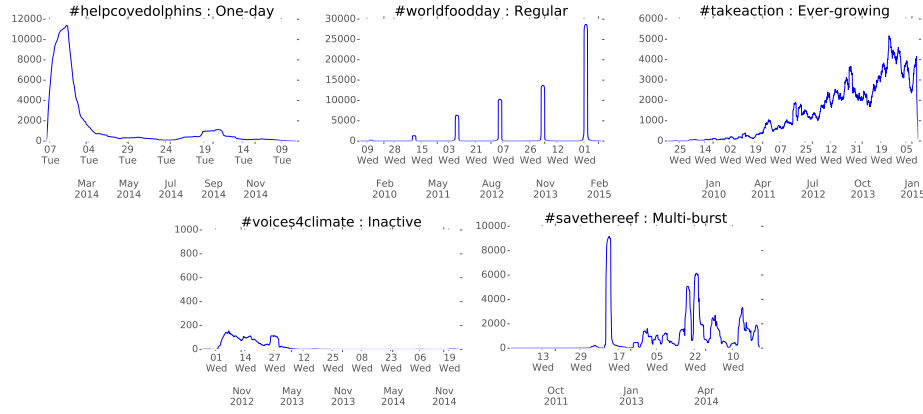 #helpcovedolphins : One-day
12000
10000
8000
6000
4000
2000
0
07 04 29 24 19 14 09
Tue Tue Tue Tue Tue Tue Tue
Mar May Jul Sep Nov
2014 2014 2014 2014 2014
#worldfoodday : Regular
30000
25000
20000
15000
10000
5000
0
09 28 15 03 21 08 26 12 01
Wed Wed Wed Wed Wed Wed Wed Wed Wed
Feb May Aug Nov Feb
2010 2011 2012 2013 2015
#takeaction : Ever-growing
6000
5000
4000
3000
2000
1000
0
25 14 02 19 07 25 12 31 19 05
Wed Wed Wed Wed Wed Wed Wed Wed Wed Wed
Jan Apr Jul Oct Jan
2010 2011 2012 2013 2015
#voices4climate : Inactive
1000
800
600
400
200
0
01 14 27 12 25 08 23 06 19
Wed Wed Wed Wed Wed Wed Wed Wed Wed
Nov May Nov May Nov
2012 2013 2013 2014 2014
#savethereef : Multi-burst
10000
8000
6000
4000
2000
0
13 29 17 05 22 10
Wed Wed Wed Wed Wed Wed
Oct Jan Apr
2011 2013 2014